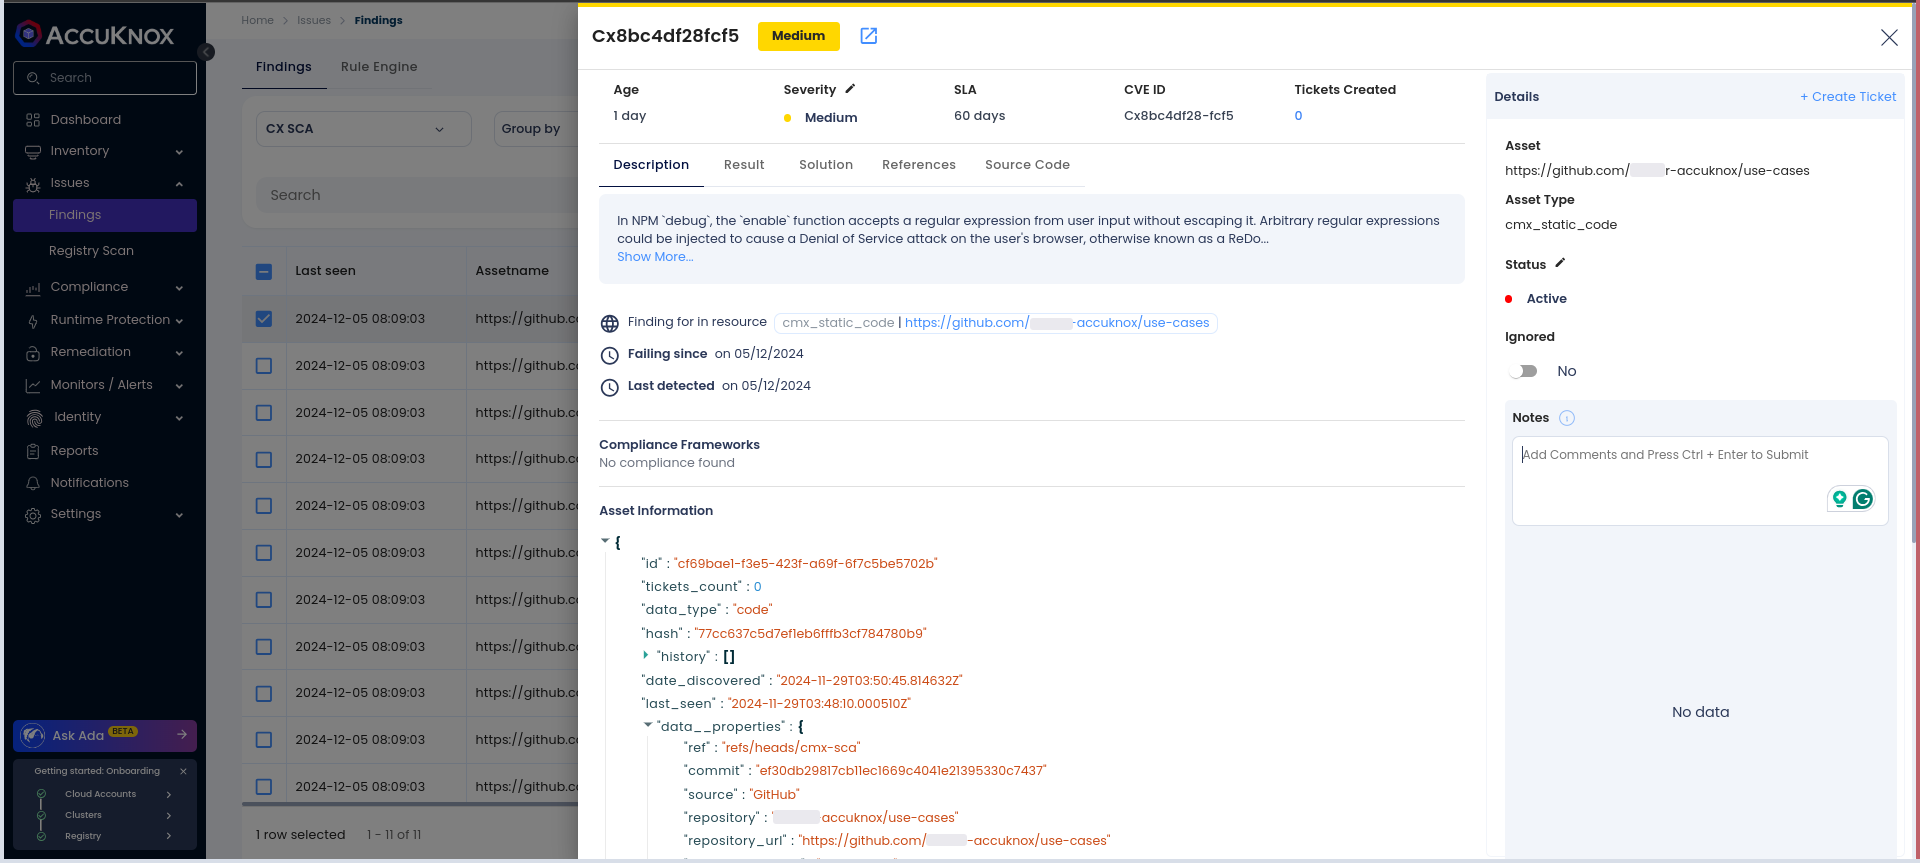 ACCUKNOX
Search
Dashboard
Inventory
Issues
Findings
Registry Scan
Compliance
Runtime Protection
Remediation
Monitors / Alerts
Identity
Reports
Notifications
Settings
Ask Ada BETA
Getting started: Onboarding
Cloud Accounts
Clusters
Registry
Home > Issues > Findings
Findings Rule Engine
CX SCA Group by
Search
Last seen Assetname
2024-12-05 08:09:03 https://github.c
2024-12-05 08:09:03 https://github.c
2024-12-05 08:09:03 https://github.c
2024-12-05 08:09:03 https://github.c
2024-12-05 08:09:03 https://github.c
2024-12-05 08:09:03 https://github.c
2024-12-05 08:09:03 https://github.c
2024-12-05 08:09:03 https://github.c
2024-12-05 08:09:03 https://github.c
2024-12-05 08:09:03 https://github.c
2024-12-05 08:09:03 https://github.c
1 row selected 1 - 11 of 11
Cx8bc4df28fcf5 Medium
Age Severity SLA CVE ID Tickets Created
1 day Medium 60 days Cx8bc4df28-fcf5 0
Description Result Solution References Source Code
In NPM `debug`, the `enable` function accepts a regular expression from user input without escaping it. Arbitrary regular expressions
could be injected to cause a Denial of Service attack on the user's browser, otherwise known as a ReDo...
Show More...
Finding for in resource cmx_static_code | https://github.com/ -accuknox/use-cases
Failing since on 05/12/2024
Last detected on 05/12/2024
Compliance Frameworks
No compliance found
Asset Information
{
"id" : "cf69bae1-f3e5-423f-a69f-6f7c5be5702b"
"tickets_count" : 0
"data_type" : "code"
"hash" : "77cc637c5d7ef1eb6fffb3cf784780b9"
"history" : []
"date_discovered" : "2024-11-29T03:50:45.814632Z"
"last_seen" : "2024-11-29T03:48:10.000510Z"
"data__properties" : {
"ref" : "refs/heads/cmx-sca"
"commit" : "ef30db29817cb11ec1669c4041e21395330c7437"
"source" : "GitHub"
"repository" : " accuknox/use-cases"
"repository_url" : "https://github.com/ -accuknox/use-cases"
Details + Create Ticket
Asset
https://github.com/ r-accuknox/use-cases
Asset Type
cmx_static_code
Status
Active
Ignored
No
Notes
Add Comments and Press Ctrl + Enter to Submit
No data